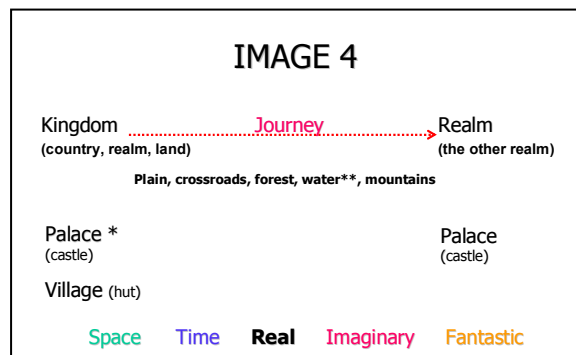 IMAGE 4
Kingdom Journey Realm
(country, realm, land) (the other realm)
Plain, crossroads, forest, water**, mountains
Palace * Palace
(castle) (castle)
Village (hut)
Space Time Real Imaginary Fantastic